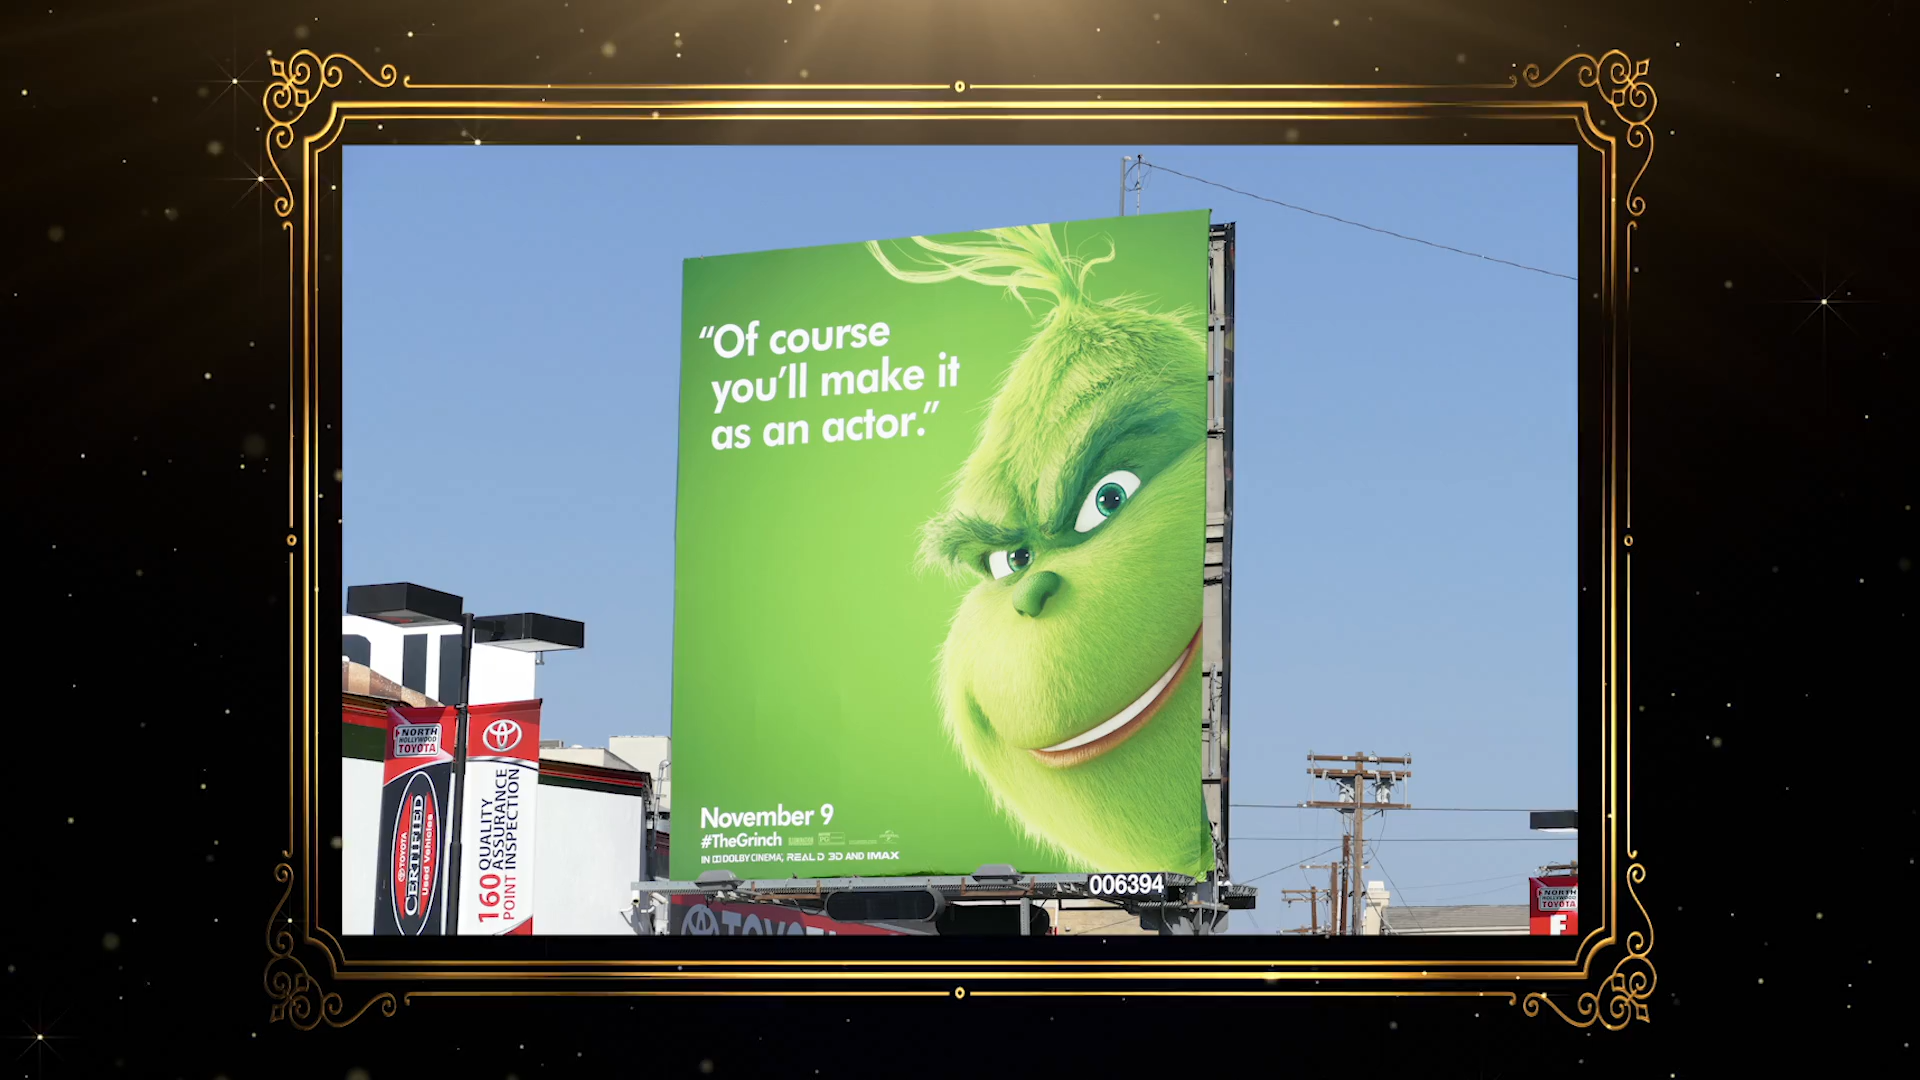 “Of course
you’ll make it
as an actor.”
November 9
#TheGrinch
IN DOLBY CINEMA, REAL D 3D AND IMAX
006394
NORTH
HOLLYWOOD
TOYOTA
TOYOTA
CERTIFIED
Used Vehicles
160 QUALITY
ASSURANCE
POINT INSPECTION
TOYOTA
NORTH
HOLLYWOOD
TOYOTA
F